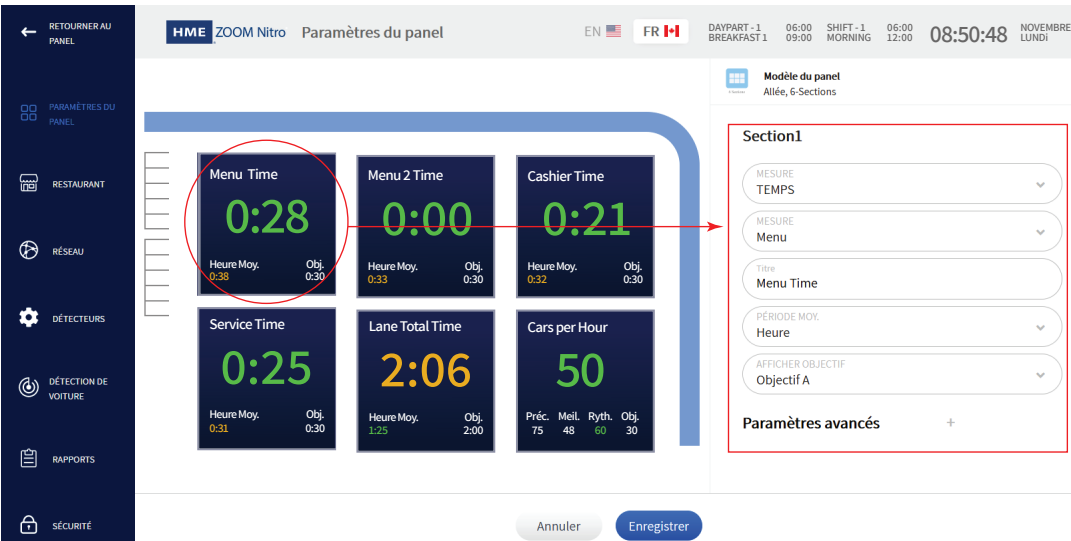 RETOURNER AU
PANEL
HME ZOOM Nitro Paramètres du panel
EN FR
DAYPART - 1 06:00 SHIFT - 1 06:00
BREAKFAST 1 09:00 MORNING 12:00
08:50:48
NOVEMBRE
LUNDi
Modèle du panel
Allée, 6-Sections
PARAMÈTRES DU
PANEL
RESTAURANT
RÉSEAU
DÉTECTEURS
DÉTECTION DE
VOITURE
RAPPORTS
SÉCURITÉ
Menu Time
0:28
Heure Moy. Obj.
0:38 0:30
Menu 2 Time
0:00
Heure Moy. Obj.
0:33 0:30
Cashier Time
0:21
Heure Moy. Obj.
0:32 0:30
Service Time
0:25
Heure Moy. Obj.
0:31 0:30
Lane Total Time
2:06
Heure Moy. Obj.
1:25 2:00
Cars per Hour
50
Préc. Meil. Ryth. Obj.
75 48 60 30
Section1
MESURE
TEMPS
MESURE
Menu
Titre
Menu Time
PÉRIODE MOY.
Heure
AFFICHER OBJECTIF
Objectif A
Paramètres avancés +
Annuler Enregistrer